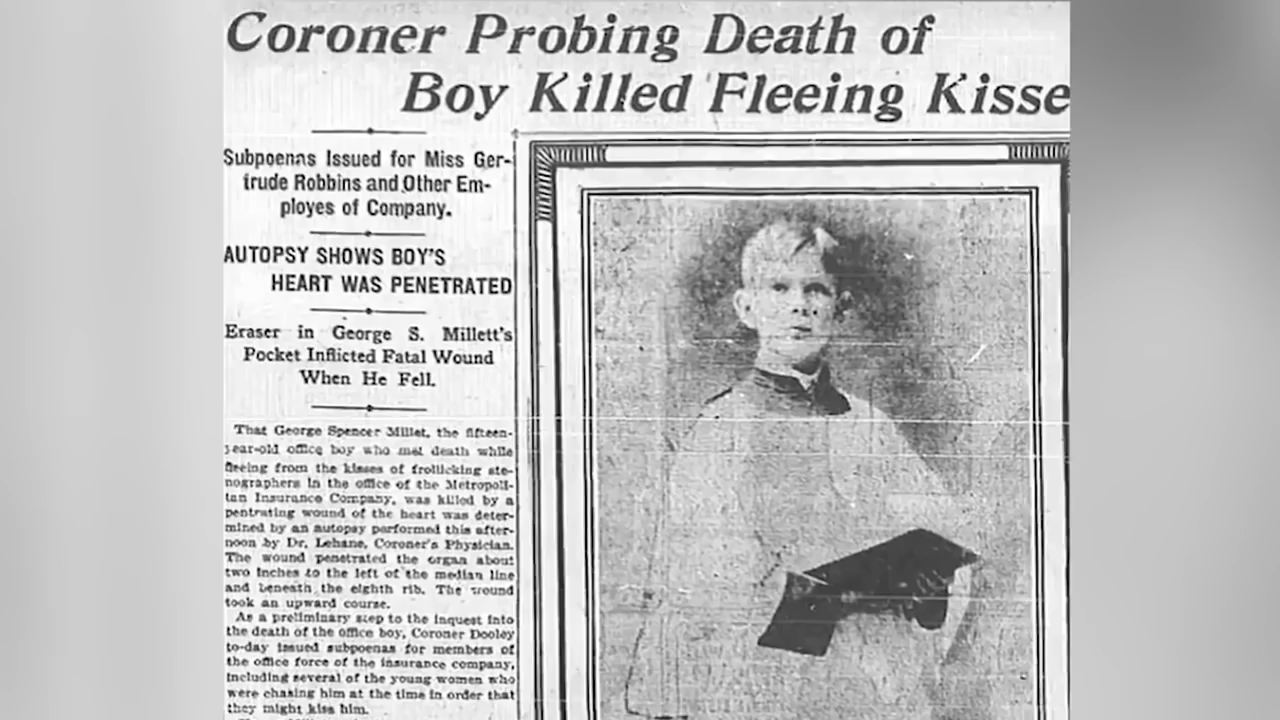 Coroner Probing Death of
Boy Killed Fleeing Kisse
Subpoenas Issued for Miss Ger-
trude Robbins and Other Em-
ployes of Company.
AUTOPSY SHOWS BOY'S
HEART WAS PENETRATED
Eraser in George S. Millett's
Pocket Inflicted Fatal Wound
When He Fell.
That George Spencer Millet, the fifteen-
year-old office boy who met death while
fleeing from the kisses of frollicking ste-
nographers in the office of the Metropoli-
tan Insurance Company, was killed by a
pentrating wound of the heart was deter-
mined by an autopsy performed this after-
noon by Dr. Lehane, Coroner's Physician.
The wound penetrated the organ about
two inches to the left of the median line
and beneath the eighth rib. The wound
took an upward course.
As a preliminary step to the inquest into
the death of the office boy, Coroner Dooley
to-day issued subpoenas for members of
the office force of the insurance company,
including several of the young women who
were chasing him at the time in order that
they might kiss him.